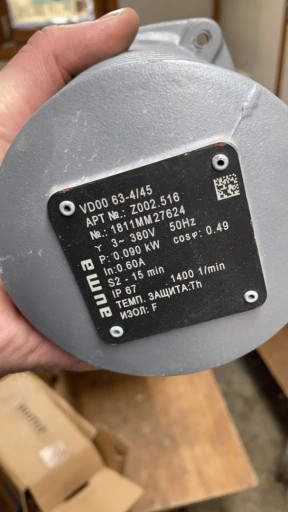 VD00 63-4/45
АРТ №.: Z002.516
№.: 1811MM27624
Y 3~ 380V 50Hz
P:0.090 kW cosφ: 0.49
In:0.60A
S2 - 15 min 1400 1/min
IP 67
ТЕМП. ЗАЩИТА:Th
ИЗОЛ: F
auma